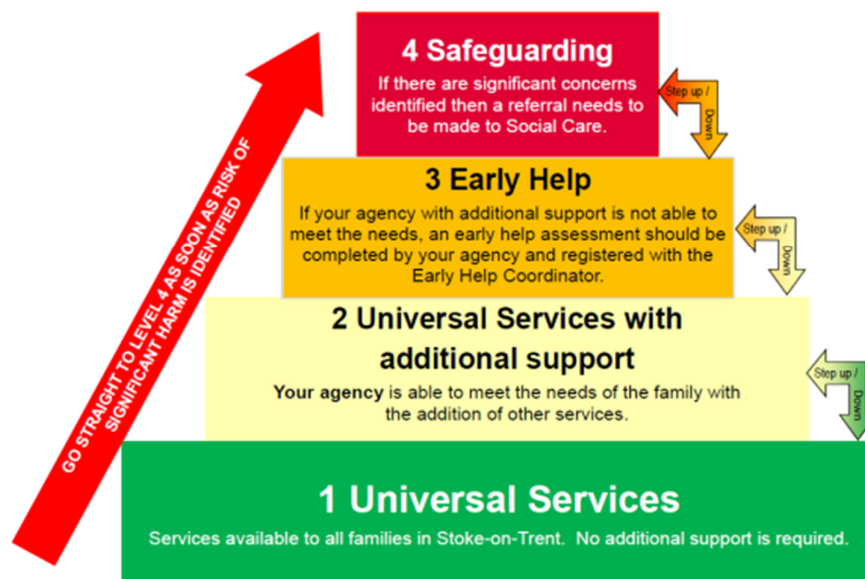 4 Safeguarding
If there are significant concerns
identified then a referral needs to
be made to Social Care.
Step up /
Down
3 Early Help
If your agency with additional support is not able to
meet the needs, an early help assessment should be
completed by your agency and registered with the
Early Help Coordinator.
Step up /
Down
2 Universal Services with
additional support
Your agency is able to meet the needs of the family with
the addition of other services.
Step up /
Down
1 Universal Services
Services available to all families in Stoke-on-Trent. No additional support is required.
GO STRAIGHT TO LEVEL 4 AS SOON AS RISK OF
SIGNIFICANT HARM IS IDENTIFIED